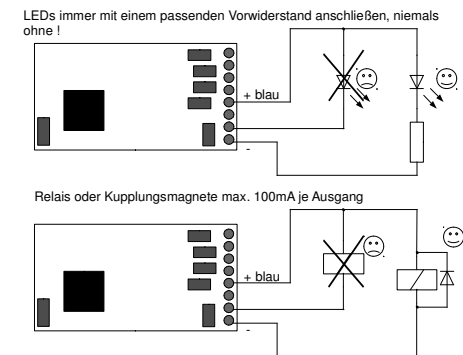 LEDs immer mit einem passenden Vorwiderstand anschließen, niemals
ohne !
+ blau
-
Relais oder Kupplungsmagnete max. 100mA je Ausgang
+ blau
-